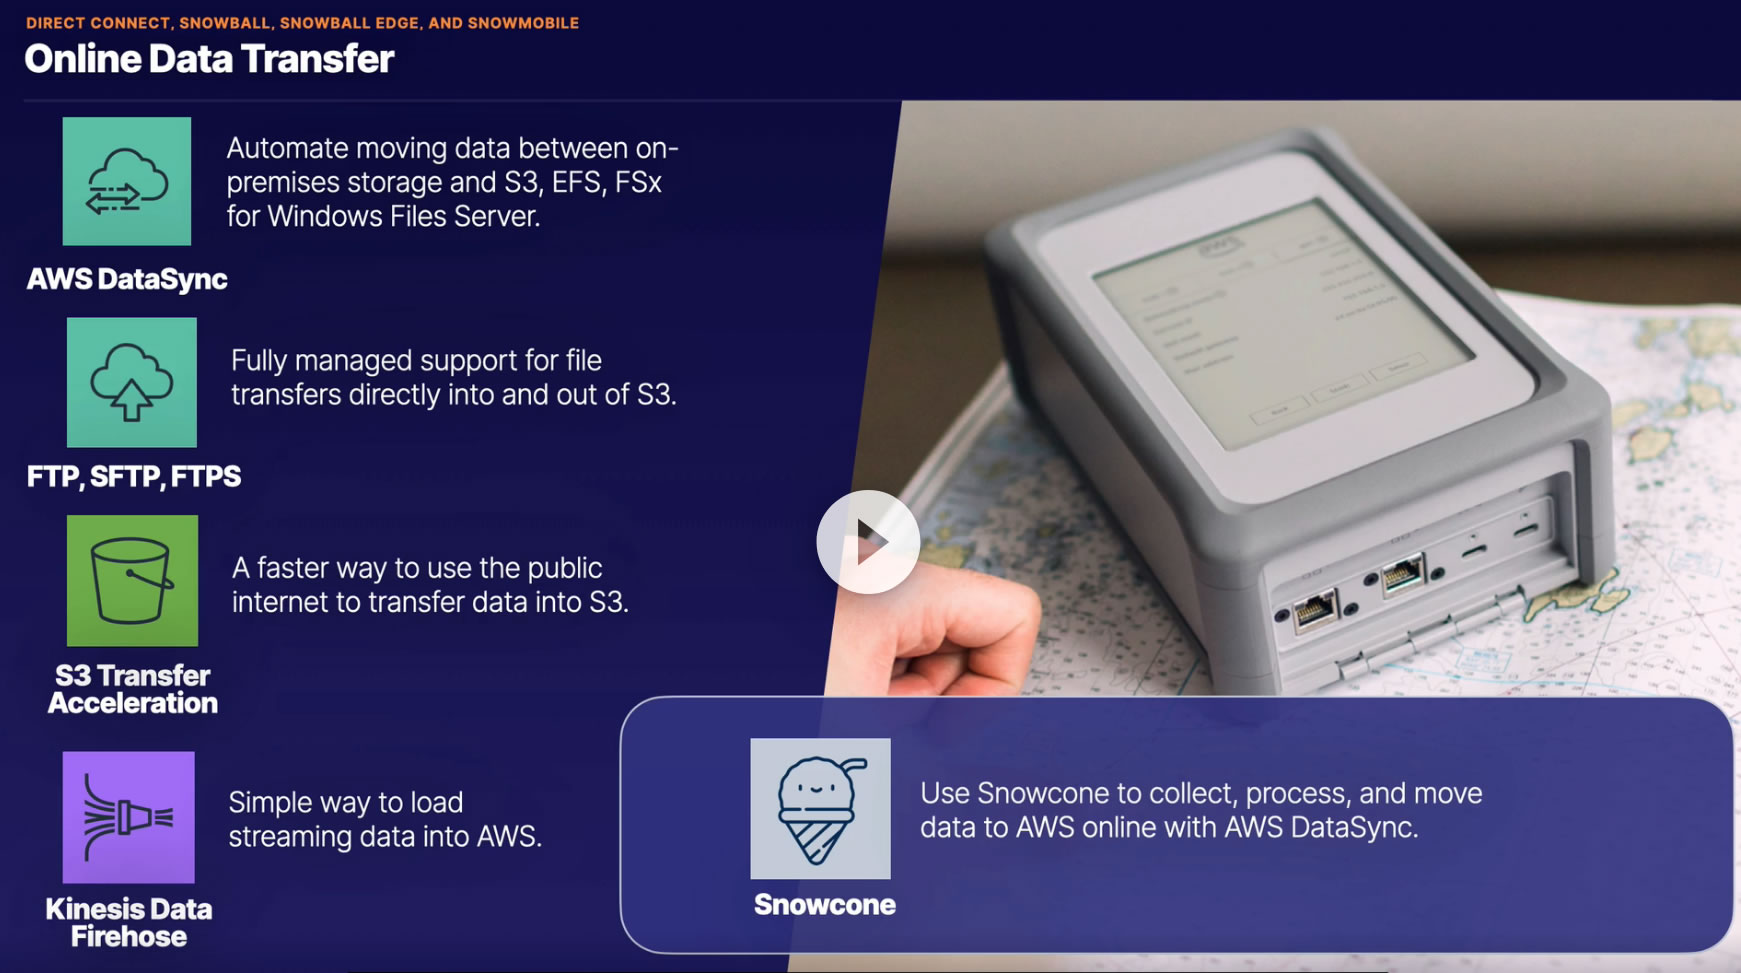 DIRECT CONNECT, SNOWBALL, SNOWBALL EDGE, AND SNOWMOBILE
Online Data Transfer
Automate moving data between on-
premises storage and S3, EFS, FSx
for Windows Files Server.
AWS DataSync
Fully managed support for file
transfers directly into and out of S3.
FTP, SFTP, FTPS
A faster way to use the public
internet to transfer data into S3.
S3 Transfer
Acceleration
Simple way to load
streaming data into AWS.
Kinesis Data
Firehose
aws
Use Snowcone to collect, process, and move
data to AWS online with AWS DataSync.
Snowcone